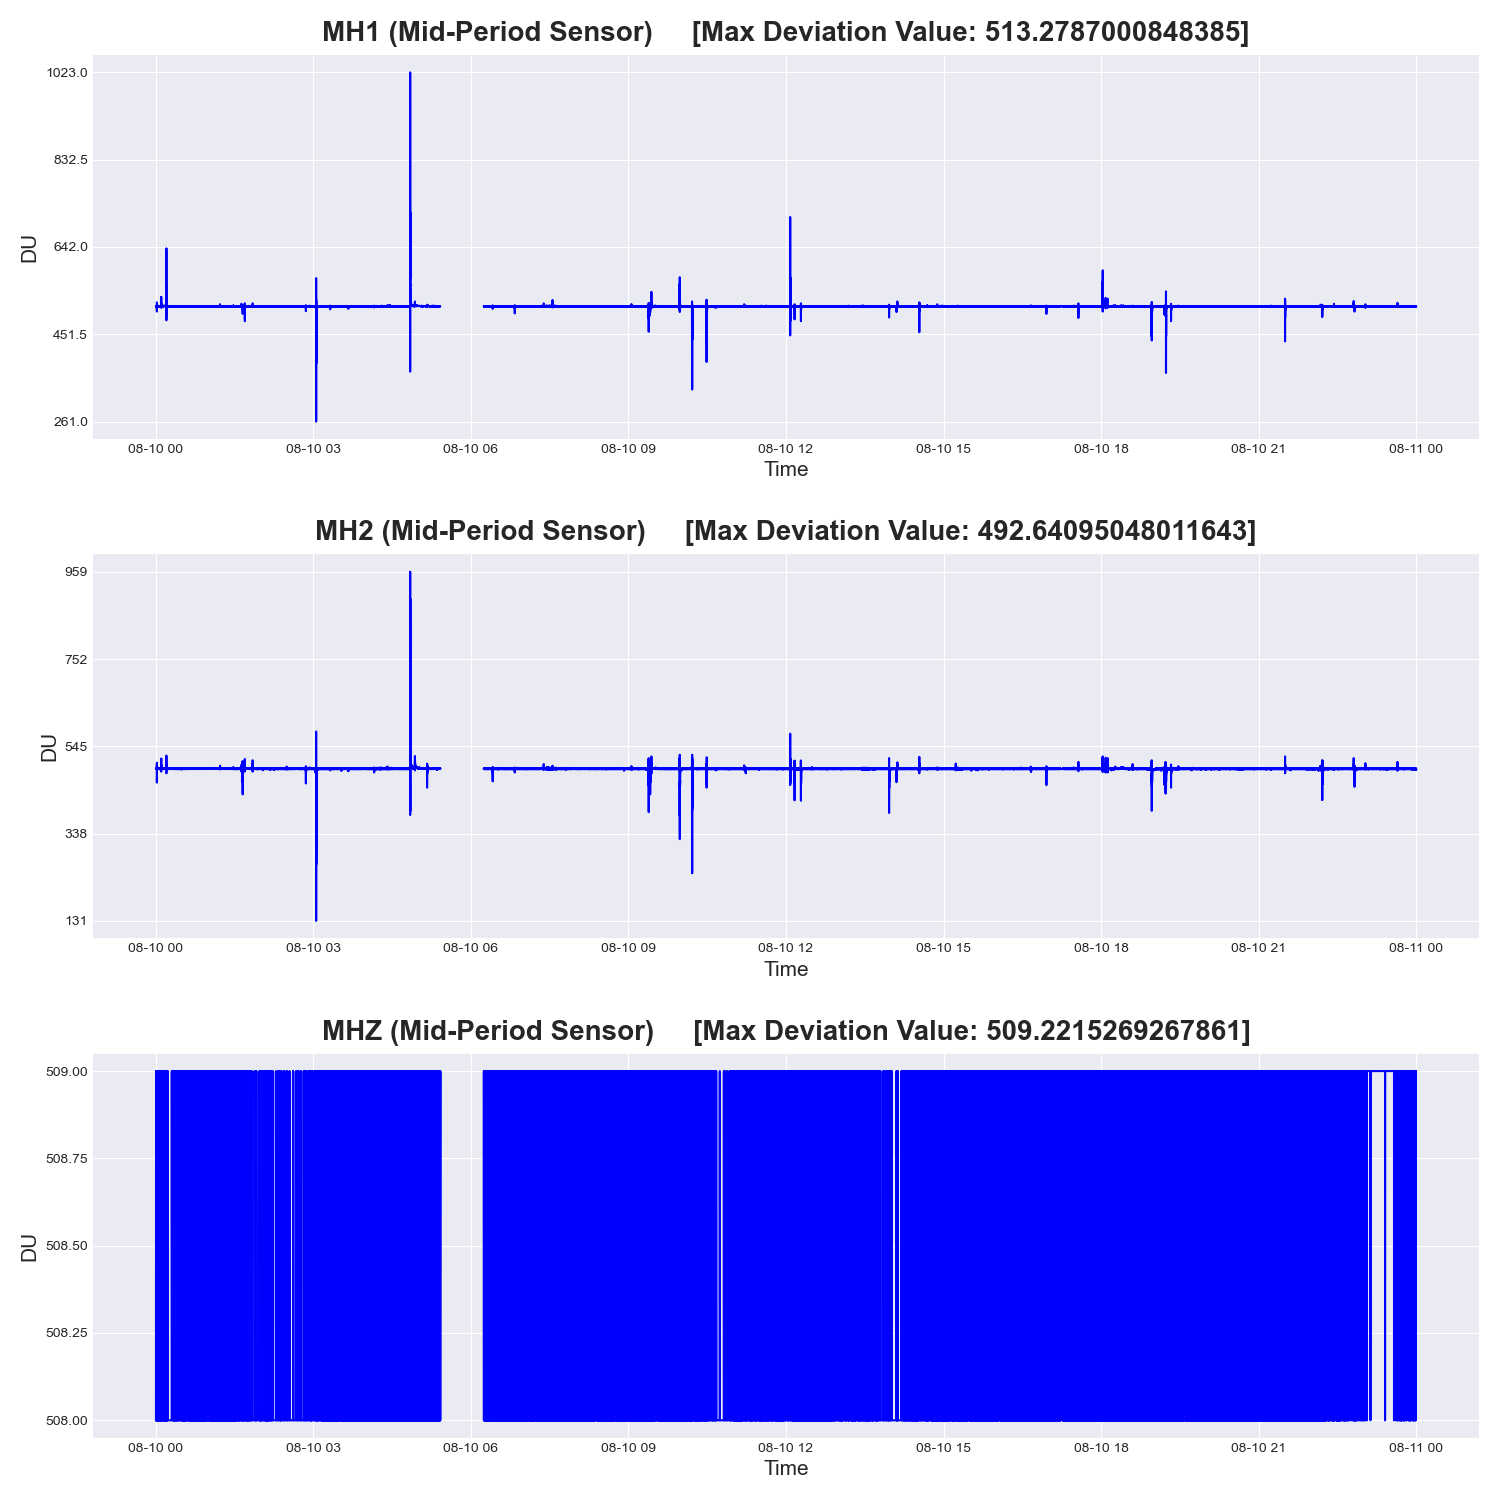 MH1 (Mid-Period Sensor) [Max Deviation Value: 513.2787000848385]
1023.0
832.5
642.0
451.5
261.0
DU
08-10 00 08-10 03 08-10 06 08-10 09 08-10 12 08-10 15 08-10 18 08-10 21 08-11 00
Time
MH2 (Mid-Period Sensor) [Max Deviation Value: 492.64095048011643]
959
752
545
338
131
DU
08-10 00 08-10 03 08-10 06 08-10 09 08-10 12 08-10 15 08-10 18 08-10 21 08-11 00
Time
MHZ (Mid-Period Sensor) [Max Deviation Value: 509.2215269267861]
509.00
508.75
508.50
508.25
508.00
DU
08-10 00 08-10 03 08-10 06 08-10 09 08-10 12 08-10 15 08-10 18 08-10 21 08-11 00
Time